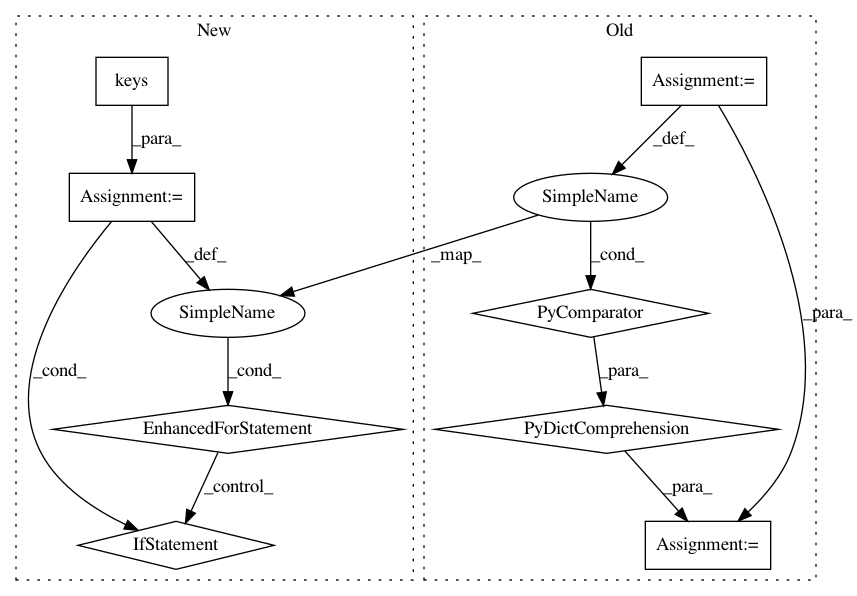 New
Old
keys
Assignment:=
_para_
_def_
Assignment:=
SimpleName
_def_
_map_
_cond_
SimpleName
PyComparator
_para_
_cond_
_cond_
_para_
EnhancedForStatement
PyDictComprehension
_control_
_para_
IfStatement
Assignment:=